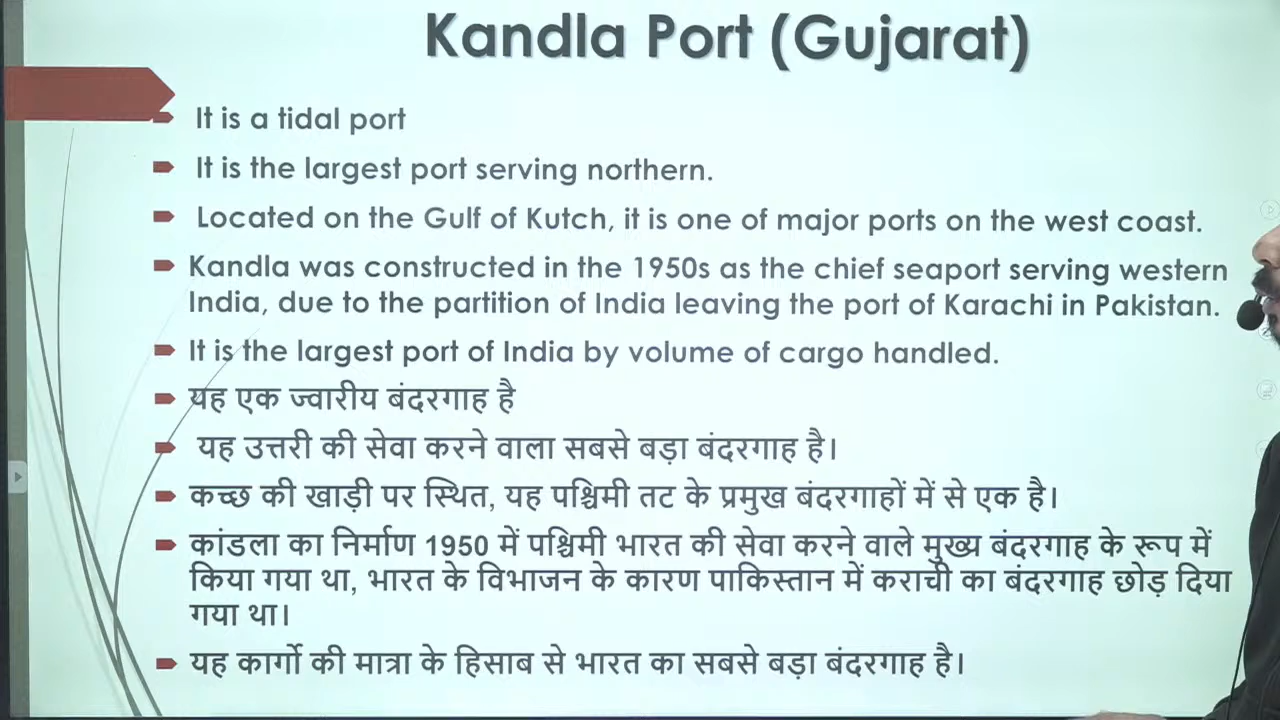 Kandla Port (Gujarat)
It is a tidal port
It is the largest port serving northern.
Located on the Gulf of Kutch, it is one of major ports on the west coast.
Kandla was constructed in the 1950s as the chief seaport serving western
India, due to the partition of India leaving the port of Karachi in Pakistan.
It is the largest port of India by volume of cargo handled.
यह एक ज्वारीय बंदरगाह है
यह उत्तरी की सेवा करने वाला सबसे बड़ा बंदरगाह है।
कच्छ की खाड़ी पर स्थित, यह पश्चिमी तट के प्रमुख बंदरगाहों में से एक है।
कांडला का निर्माण 1950 में पश्चिमी भारत की सेवा करने वाले मुख्य बंदरगाह के रूप में
किया गया था, भारत के विभाजन के कारण पाकिस्तान में कराची का बंदरगाह छोड़ दिया
गया था।
यह कार्गो की मात्रा के हिसाब से भारत का सबसे बड़ा बंदरगाह है।